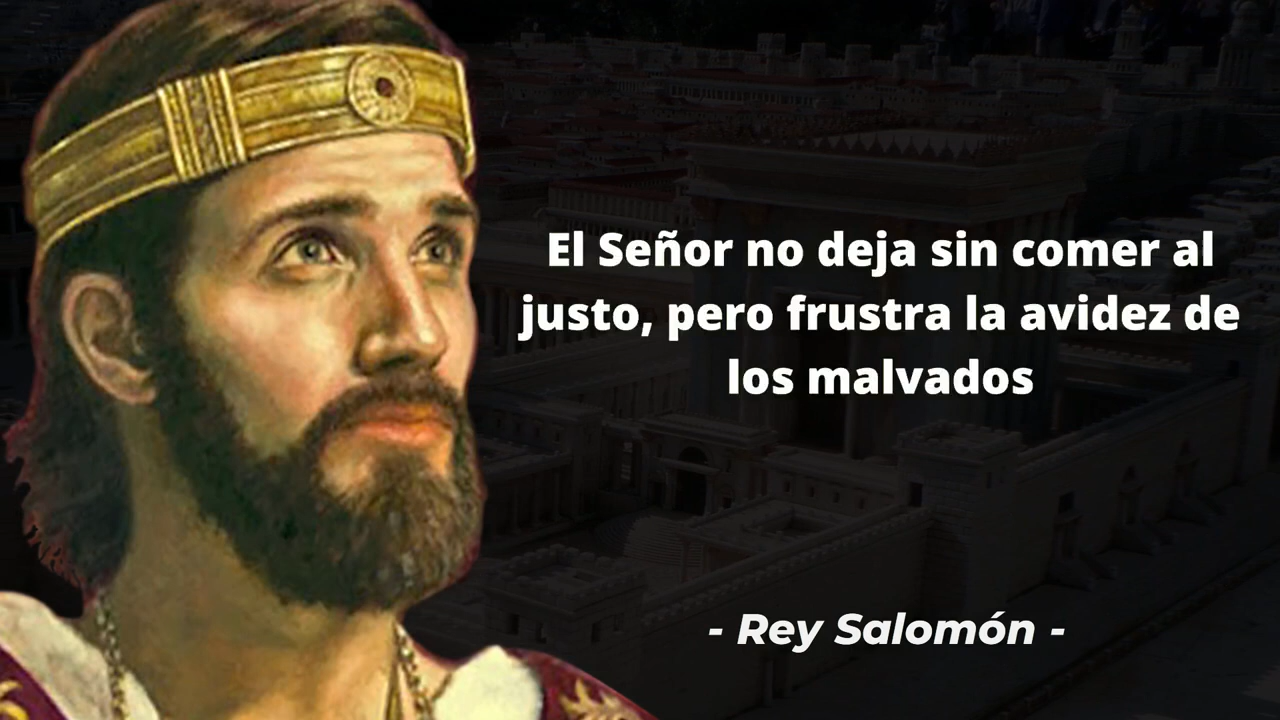 El Señor no deja sin comer al
justo, pero frustra la avidez de
los malvados
- Rey Salomón -